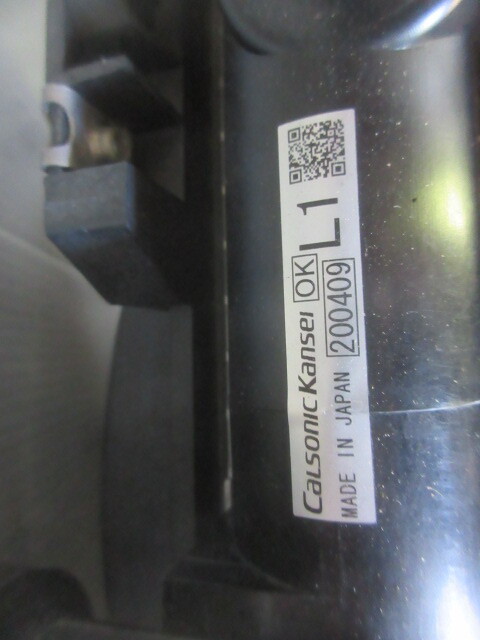 Calsonic Kansei OK L1
MADE IN JAPAN 200409